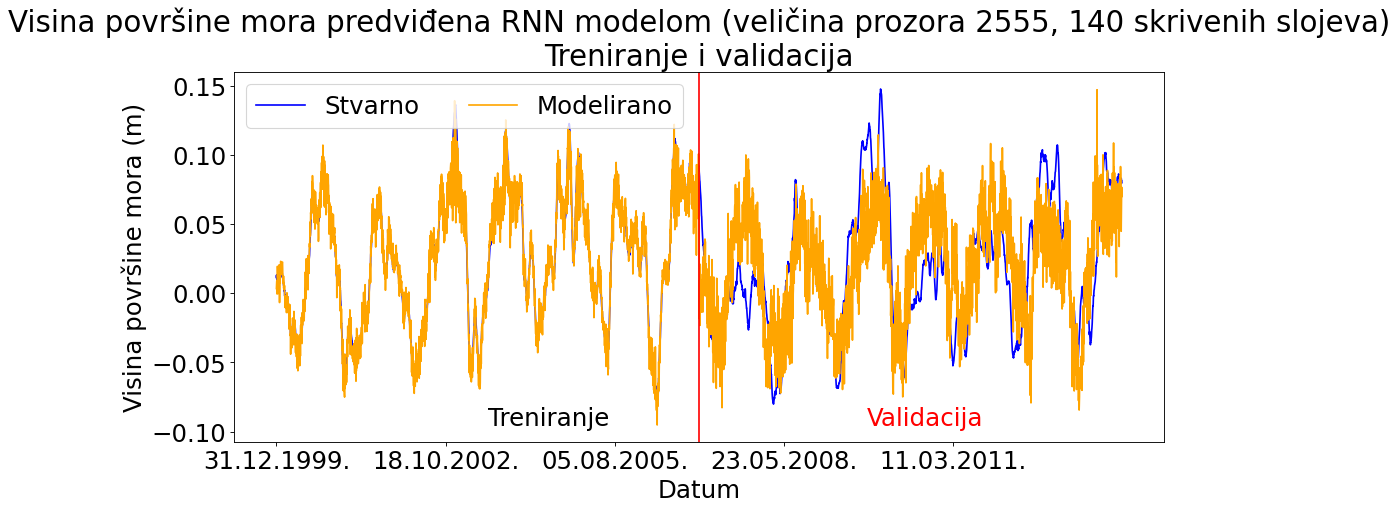 Visina površine mora predviđena RNN modelom (veličina prozora 2555, 140 skrivenih slojeva)
Treniranje i validacija
Stvarno
Modelirano
Visina površine mora (m)
0.15
0.10
0.05
0.00
−0.05
−0.10
Treniranje
Validacija
31.12.1999.
18.10.2002.
05.08.2005.
23.05.2008.
11.03.2011.
Datum